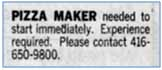 PIZZA MAKER needed to
start immediately. Experience
required. Please contact 416-
650-9800.